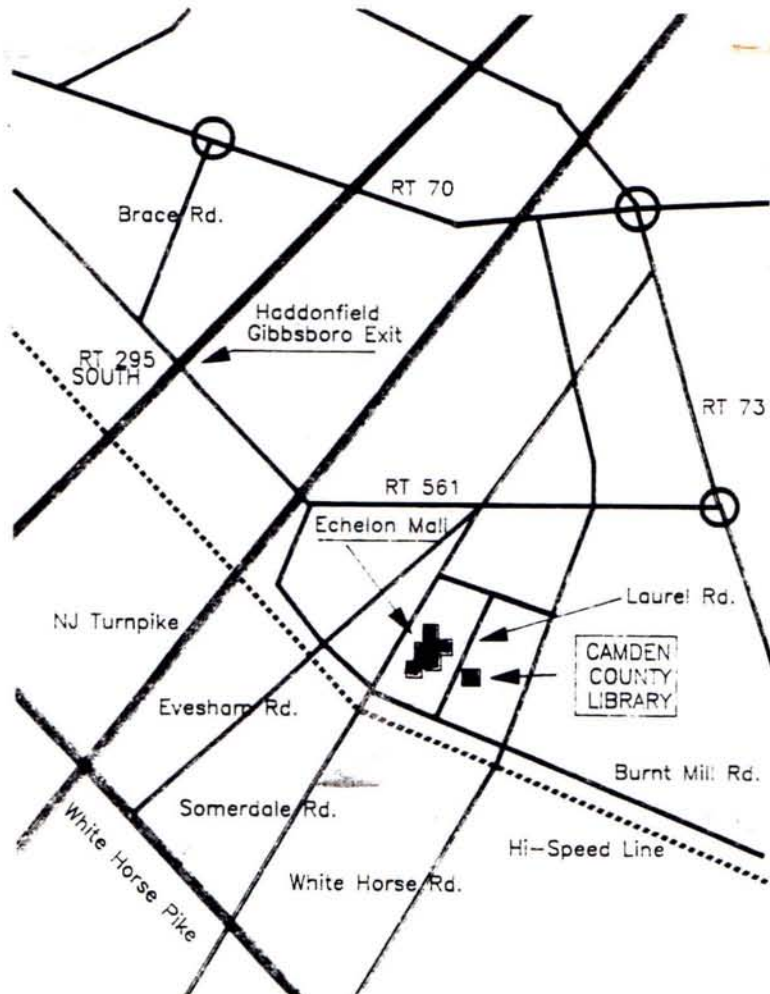 RT 70
Brace Rd.
Haddonfield
Gibbsboro Exit
RT 295
SOUTH
RT 73
RT 561
Echelon Mall
Laurel Rd.
NJ Turnpike
CAMDEN
COUNTY
LIBRARY
Evesham Rd.
Burnt Mill Rd.
Somerdale Rd.
Hi-Speed Line
White Horse Rd.
White Horse Pike